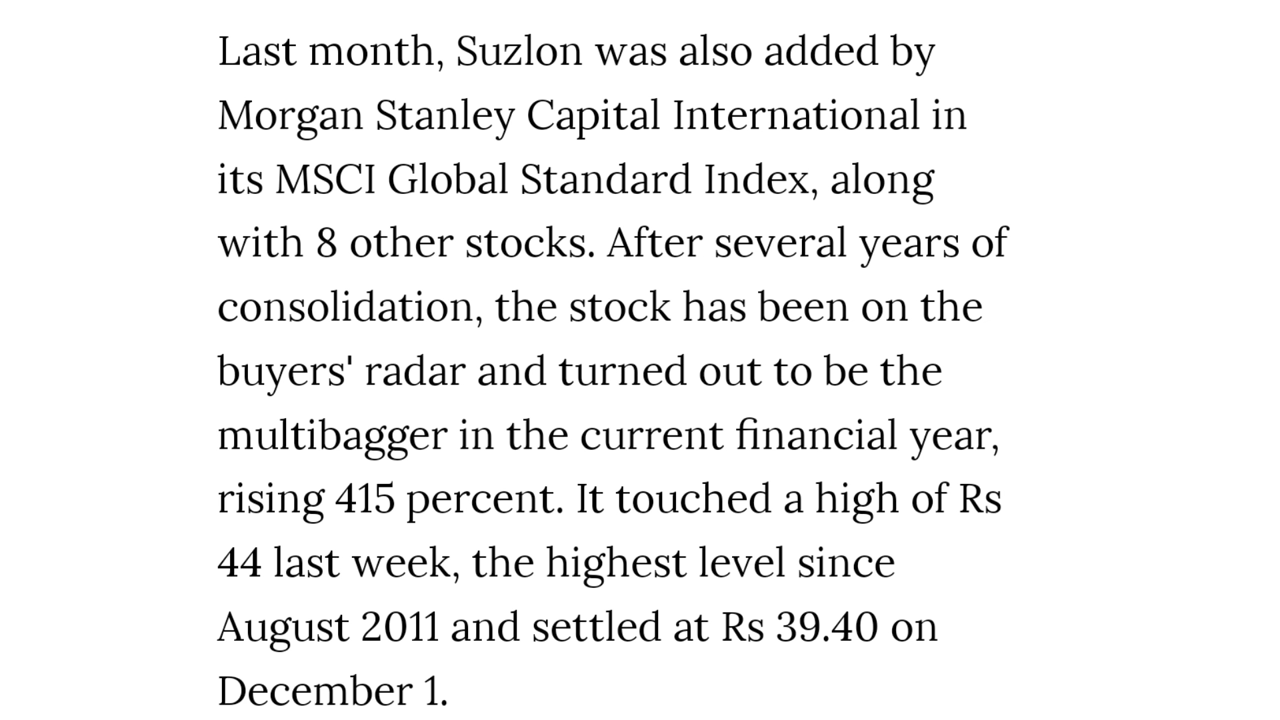 Last month, Suzlon was also added by
Morgan Stanley Capital International in
its MSCI Global Standard Index, along
with 8 other stocks. After several years of
consolidation, the stock has been on the
buyers' radar and turned out to be the
multibagger in the current financial year,
rising 415 percent. It touched a high of Rs
44 last week, the highest level since
August 2011 and settled at Rs 39.40 on
December 1.